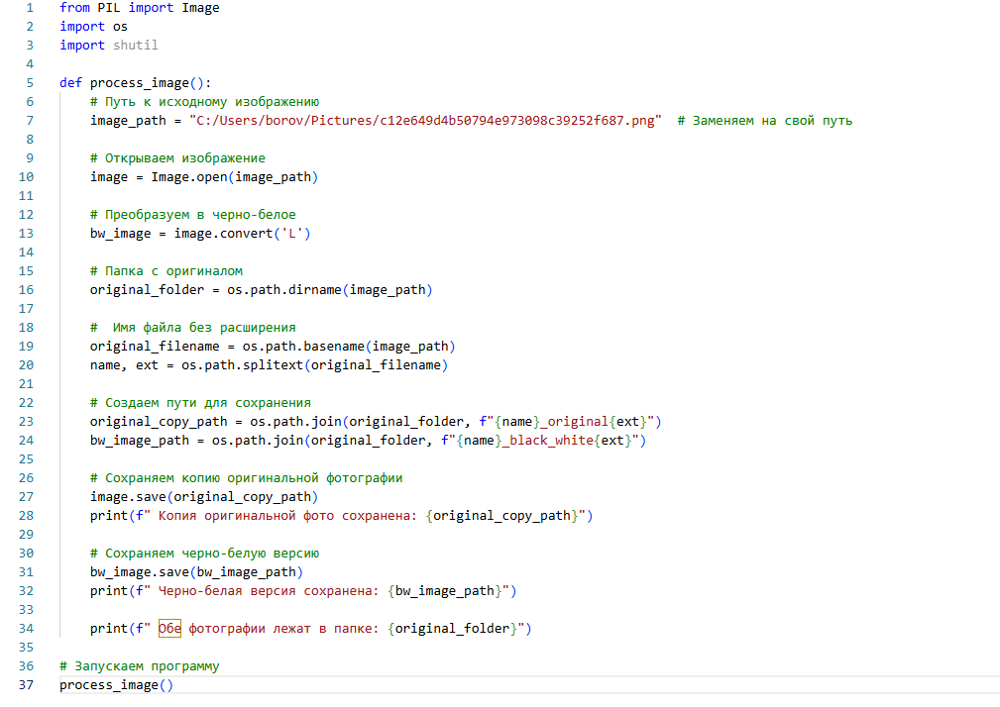 1 from PIL import Image
2 import os
3 import shutil
4
5 def process_image():
6     # Путь к исходному изображению
7     image_path = "C:/Users/borov/Pictures/c12e649d4b50794e973098c39252f687.png"  # Заменяем на свой путь
8
9     # Открываем изображение
10     image = Image.open(image_path)
11
12     # Преобразуем в черно-белое
13     bw_image = image.convert('L')
14
15     # Папка с оригиналом
16     original_folder = os.path.dirname(image_path)
17
18     #  Имя файла без расширения
19     original_filename = os.path.basename(image_path)
20     name, ext = os.path.splitext(original_filename)
21
22     # Создаем пути для сохранения
23     original_copy_path = os.path.join(original_folder, f"{name}_original{ext}")
24     bw_image_path = os.path.join(original_folder, f"{name}_black_white{ext}")
25
26     # Сохраняем копию оригинальной фотографии
27     image.save(original_copy_path)
28     print(f" Копия оригинальной фото сохранена: {original_copy_path}")
29
30     # Сохраняем черно-белую версию
31     bw_image.save(bw_image_path)
32     print(f" Черно-белая версия сохранена: {bw_image_path}")
33
34     print(f" Обе фотографии лежат в папке: {original_folder}")
35
36 # Запускаем программу
37 process_image()